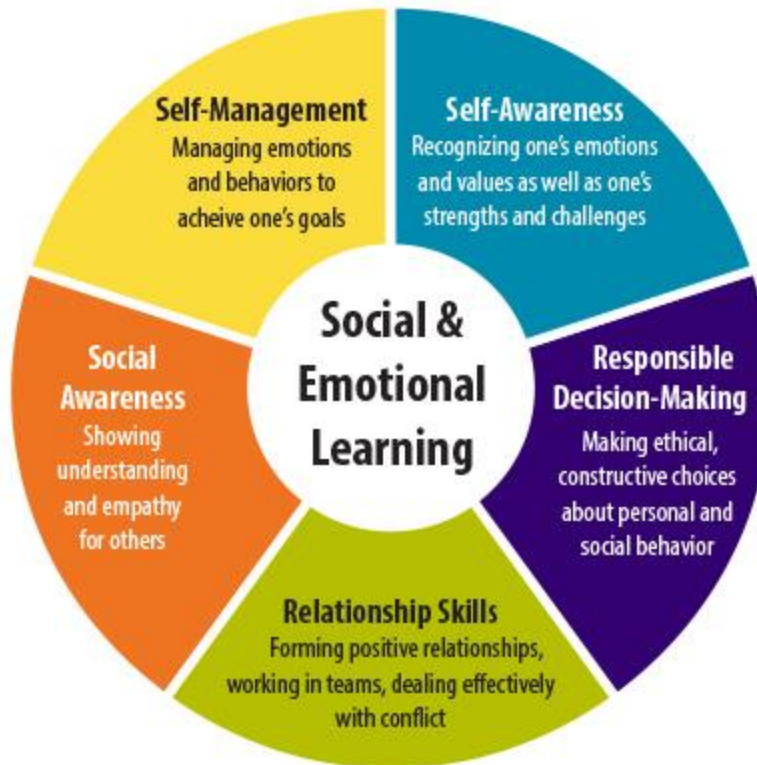 Self-Management
Managing emotions
and behaviors to
acheive one's goals
Self-Awareness
Recognizing one's emotions
and values as well as one's
strengths and challenges
Social &
Emotional
Learning
Social
Awareness
Showing
understanding
and empathy
for others
Responsible
Decision-Making
Making ethical,
constructive choices
about personal and
social behavior
Relationship Skills
Forming positive relationships,
working in teams, dealing effectively
with conflict